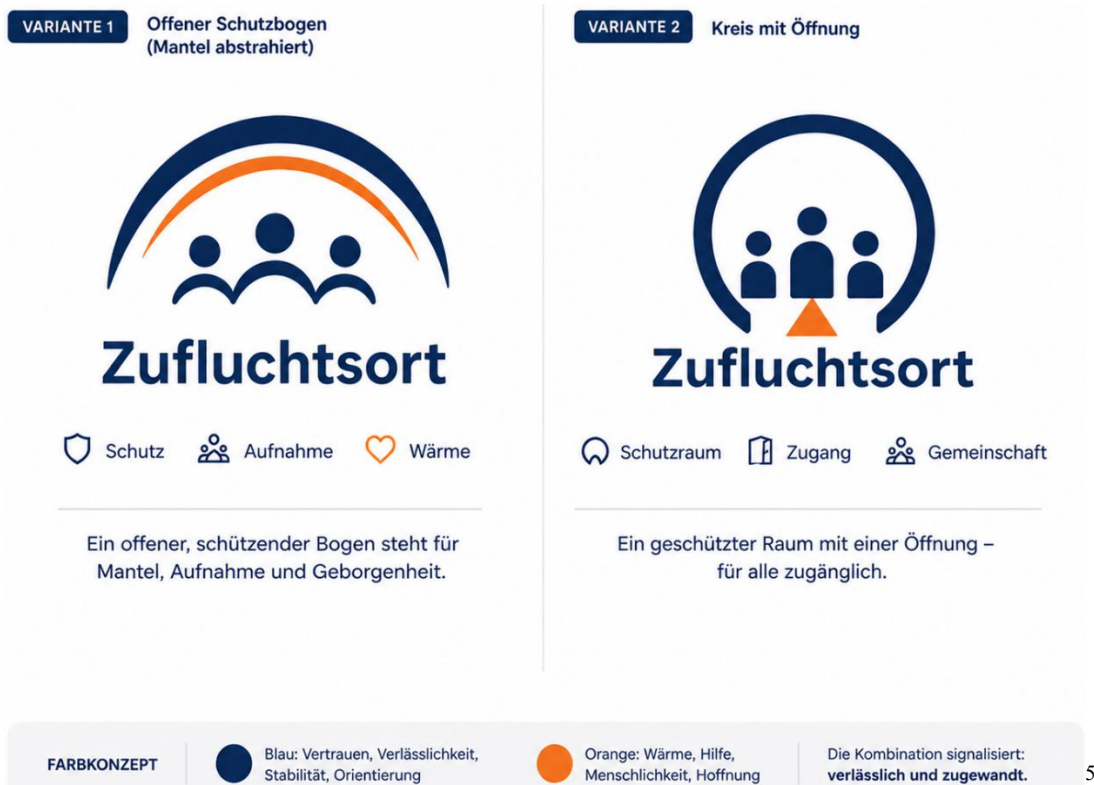 VARIANTE 1
Offener Schutzbogen
(Mantel abstrahiert)
Zufluchtsort
Schutz
Aufnahme
Wärme
Ein offener, schützender Bogen steht für
Mantel, Aufnahme und Geborgenheit.
VARIANTE 2
Kreis mit Öffnung
Zufluchtsort
Schutzraum
Zugang
Gemeinschaft
Ein geschützter Raum mit einer Öffnung –
für alle zugänglich.
FARBKONZEPT
Blau: Vertrauen, Verlässlichkeit,
Stabilität, Orientierung
Orange: Wärme, Hilfe,
Menschlichkeit, Hoffnung
Die Kombination signalisiert:
verlässlich und zugewandt.
5